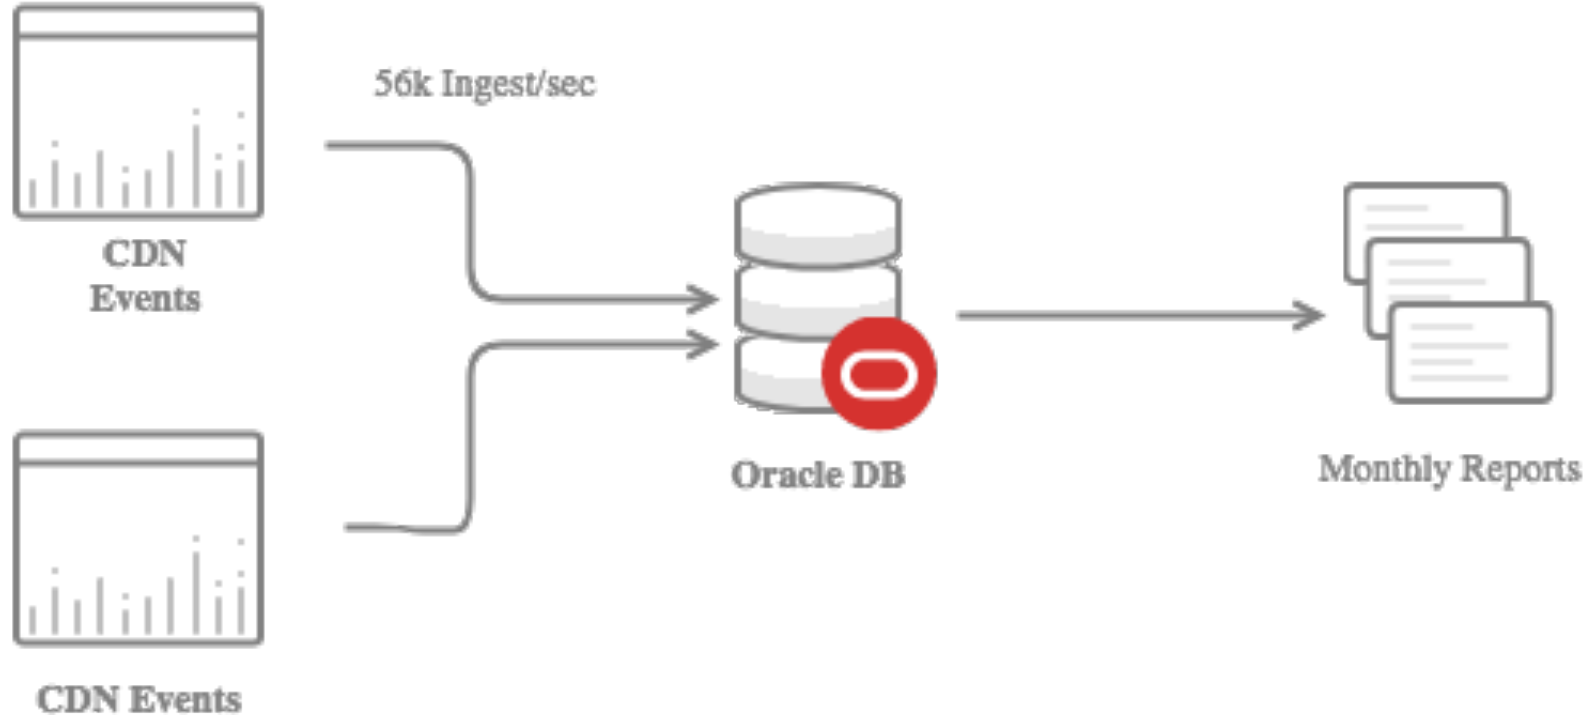 56k Ingest/sec
CDN
Events
Oracle DB
Monthly Reports
CDN Events